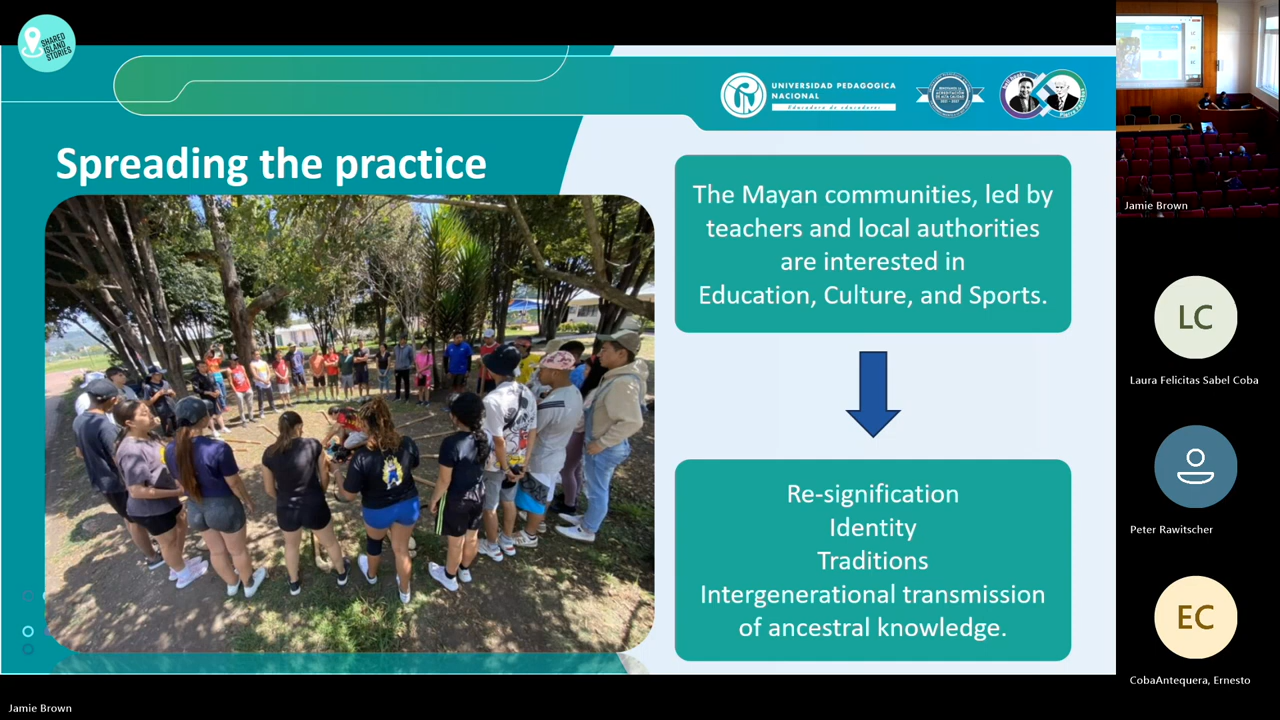 SHARED
ISLAND
STORIES
UNIVERSIDAD PEDAGOGICA
NACIONAL
Educadora de educadores
Spreading the practice
The Mayan communities, led by
teachers and local authorities
are interested in
Education, Culture, and Sports.
Re-signification
Identity
Traditions
Intergenerational transmission
of ancestral knowledge.
Jamie Brown
LC
Laura Felicitas Sabel Coba
Peter Rawitscher
EC
CobaAntequera, Ernesto
Jamie Brown